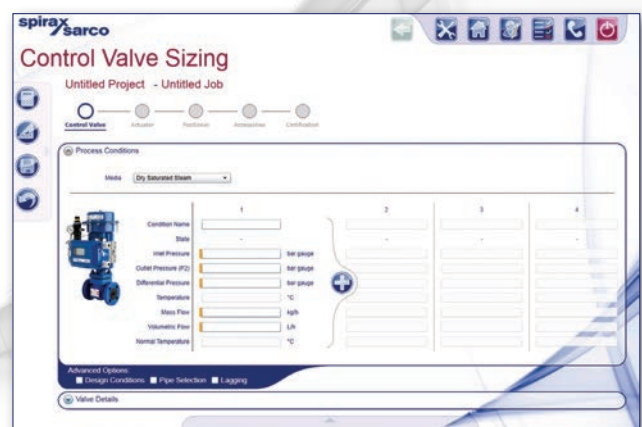 spirax
sarco
Control Valve Sizing
Untitled Project - Untitled Job
Control Valve Actuator Positioner Accessories Certification
Process Conditions
Media Dry Saturated Steam
1 2 3 4
Condition Name
State - - - -
Inlet Pressure bar gauge
Outlet Pressure (P2) bar gauge
Differential Pressure bar gauge
Temperature °C
Mass Flow kg/h
Volumetric Flow L/h
Normal Temperature °C
Advanced Options
Design Conditions Pipe Selection Lagging
Valve Details